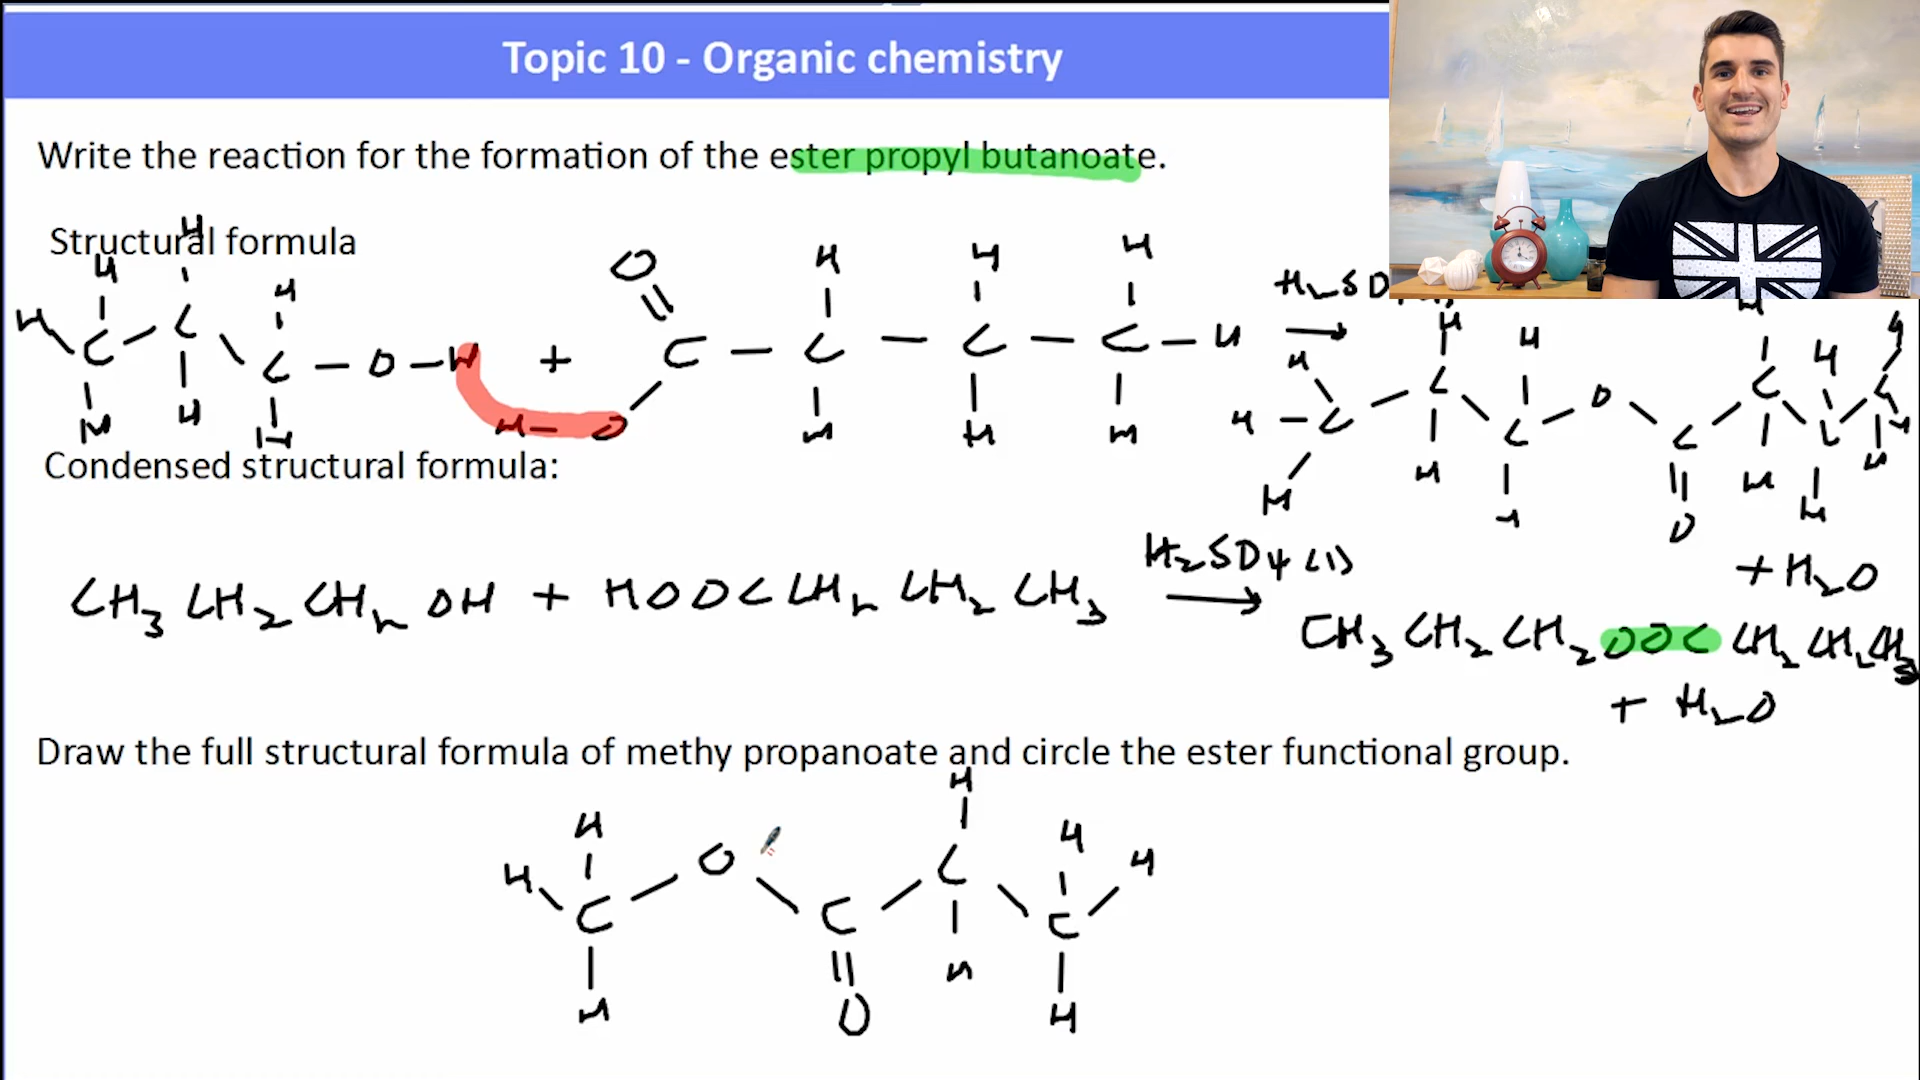 Topic 10 - Organic chemistry
Write the reaction for the formation of the ester propyl butanoate.
Structural formula
H H H O H H H H₂SO
H C C C - O - H + C - C - C - C - H →
H H H H - O H H H
H H H H H
H - C C C O C C C C H
H H H O H H H
+ H₂O
Condensed structural formula:
CH₃ CH₂ CH₂ OH + HOOC CH₂ CH₂ CH₃ → H₂SO₄(l)
CH₃ CH₂ CH₂ OOC CH₂ CH₂ CH₃
+ H₂O
Draw the full structural formula of methy propanoate and circle the ester functional group.
H H H
H C O C C C H
H O H H